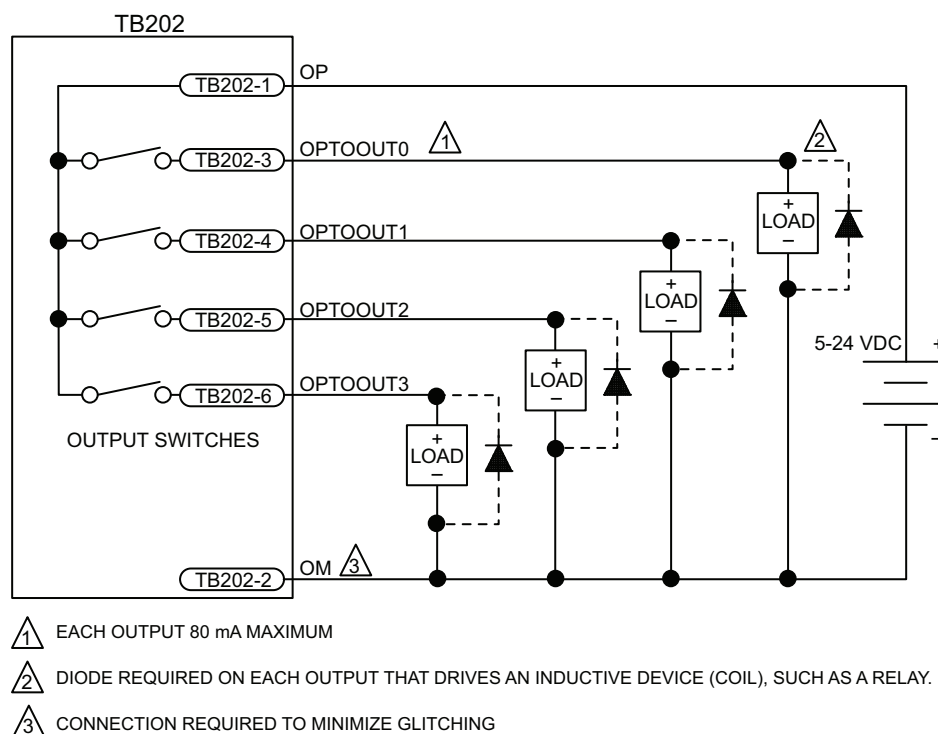 TB202
TB202-1 OP
TB202-3 OPTOOUT0 1 2
+
LOAD
–
TB202-4 OPTOOUT1
+
LOAD
–
TB202-5 OPTOOUT2
5-24 VDC +
+
LOAD
–
TB202-6 OPTOOUT3
–
OUTPUT SWITCHES
+
LOAD
–
TB202-2 OM 3
1 EACH OUTPUT 80 mA MAXIMUM
2 DIODE REQUIRED ON EACH OUTPUT THAT DRIVES AN INDUCTIVE DEVICE (COIL), SUCH AS A RELAY.
3 CONNECTION REQUIRED TO MINIMIZE GLITCHING